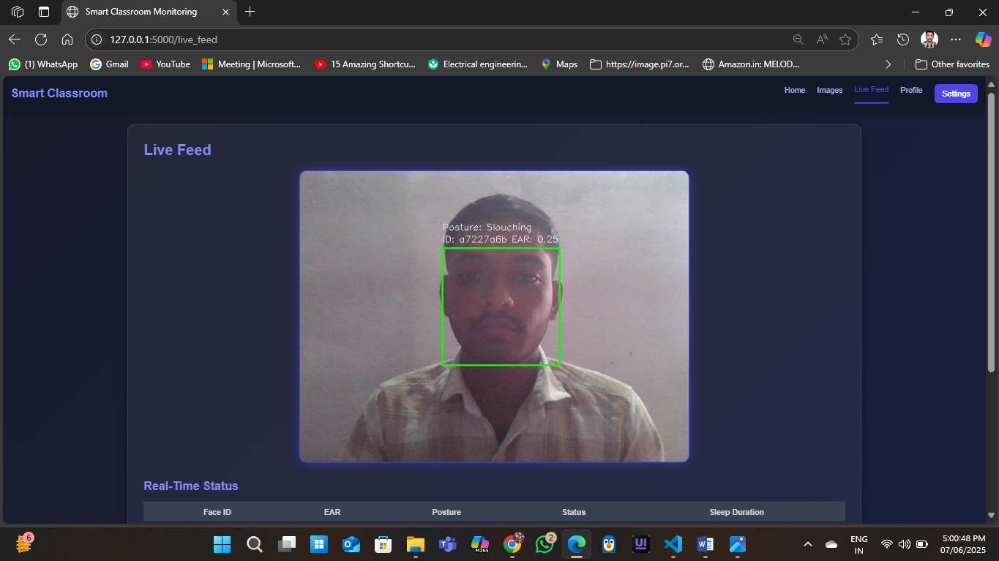 Smart Classroom Monitoring
127.0.0.1:5000/live_feed
(1) WhatsApp
Gmail
YouTube
Meeting | Microsoft...
15 Amazing Shortcu...
Electrical engineerin...
Maps
https://image.pi7.or...
Amazon.in: MELOD...
Other favorites
Smart Classroom
Home
Images
Live Feed
Profile
Settings
Live Feed
Posture: Slouching
ID: a7227a6b EAR: 0.25
Real-Time Status
Face ID EAR Posture Status Sleep Duration
6
M365
2
UI
ENG
IN
5:00:48 PM
07/06/2025